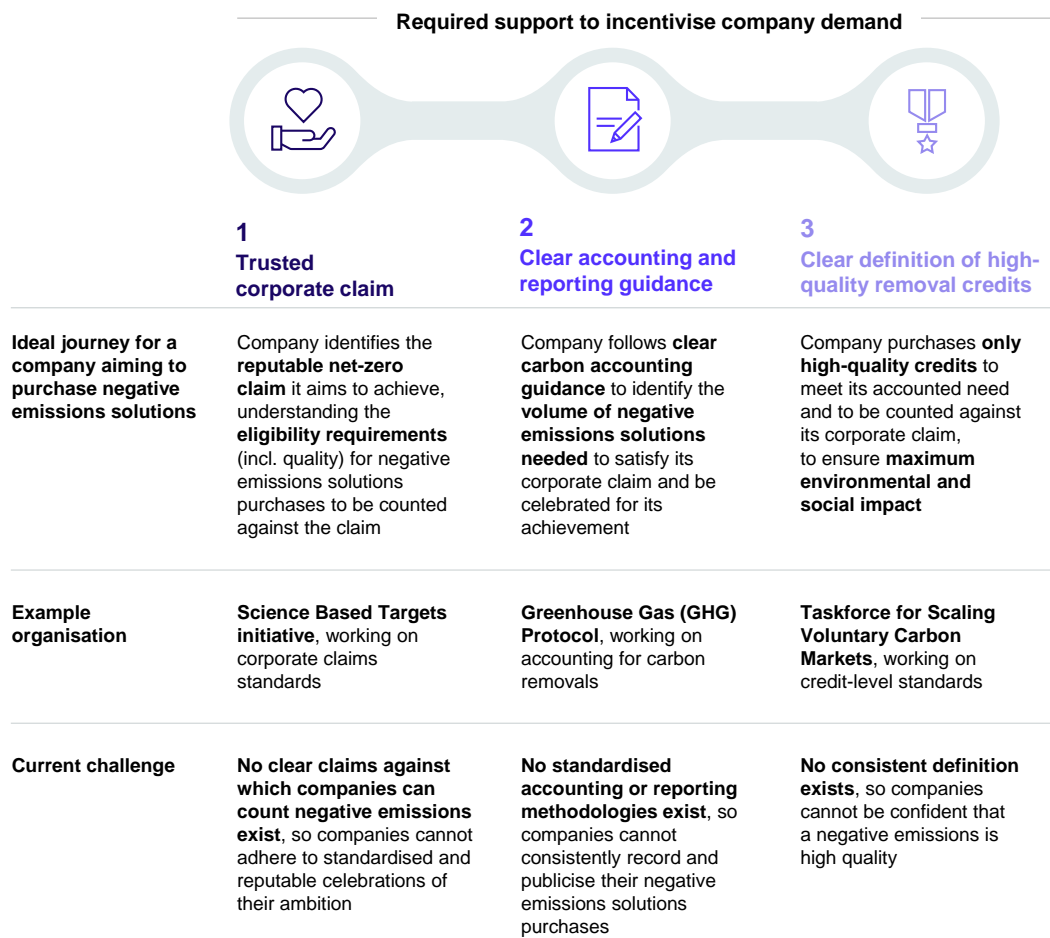 Required support to incentivise company demand
1
Trusted
corporate claim
2
Clear accounting and
reporting guidance
3
Clear definition of high-
quality removal credits
Ideal journey for a
company aiming to
purchase negative
emissions solutions
Company identifies the
reputable net-zero
claim it aims to achieve,
understanding the
eligibility requirements
(incl. quality) for negative
emissions solutions
purchases to be counted
against the claim
Company follows clear
carbon accounting
guidance to identify the
volume of negative
emissions solutions
needed to satisfy its
corporate claim and be
celebrated for its
achievement
Company purchases only
high-quality credits to
meet its accounted need
and to be counted against
its corporate claim,
to ensure maximum
environmental and
social impact
Example
organisation
Science Based Targets
initiative, working on
corporate claims
standards
Greenhouse Gas (GHG)
Protocol, working on
accounting for carbon
removals
Taskforce for Scaling
Voluntary Carbon
Markets, working on
credit-level standards
Current challenge
No clear claims against
which companies can
count negative emissions
exist, so companies cannot
adhere to standardised and
reputable celebrations of
their ambition
No standardised
accounting or reporting
methodologies exist, so
companies cannot
consistently record and
publicise their negative
emissions solutions
purchases
No consistent definition
exists, so companies
cannot be confident that
a negative emissions is
high quality